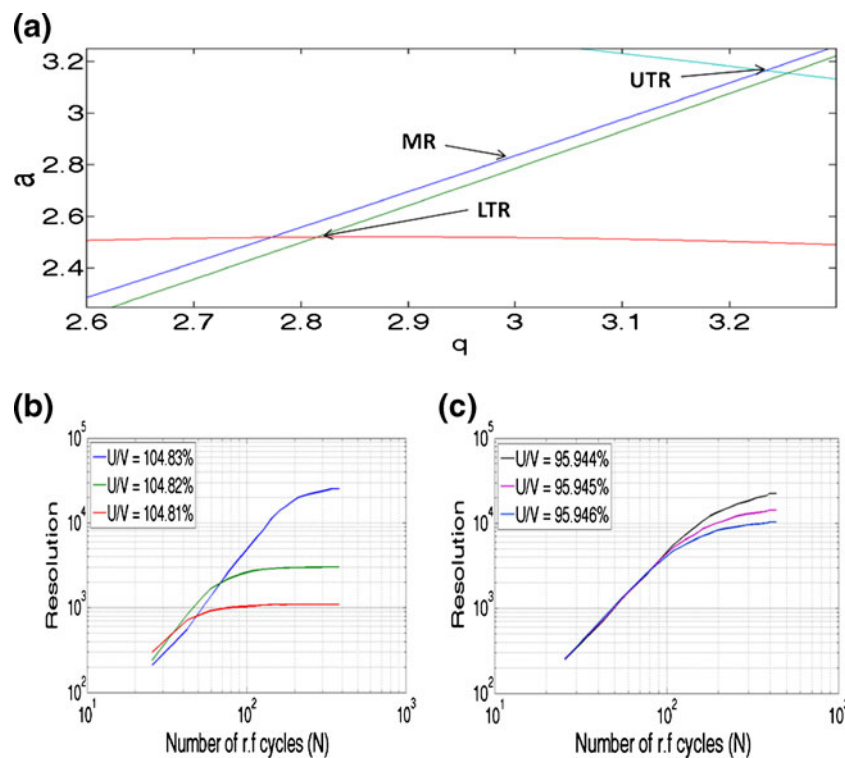 (a)
3.2
3
2.8
2.6
2.4
a
UTR
MR
LTR
2.6 2.7 2.8 2.9 3 3.1 3.2
q
(b)
10^5
10^4
10^3
10^2
Resolution
U/V = 104.83%
U/V = 104.82%
U/V = 104.81%
10^1 10^2 10^3
Number of r.f cycles (N)
(c)
10^5
10^4
10^3
10^2
Resolution
U/V = 95.944%
U/V = 95.945%
U/V = 95.946%
10^1 10^2 10^3
Number of r.f cycles (N)